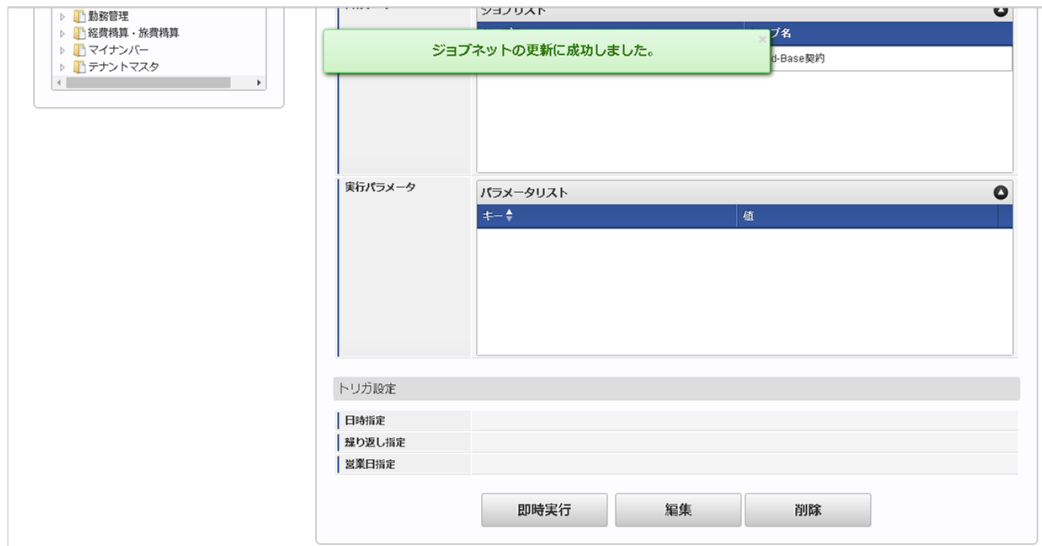 勤務管理
経費精算・旅費精算
マイナンバー
テナントマスタ
ジョブリスト
プ名
d-Base契約
ジョブネットの更新に成功しました。
×
実行パラメータ
パラメータリスト
キー
値
トリガ設定
日時指定
繰り返し指定
営業日指定
即時実行
編集
削除